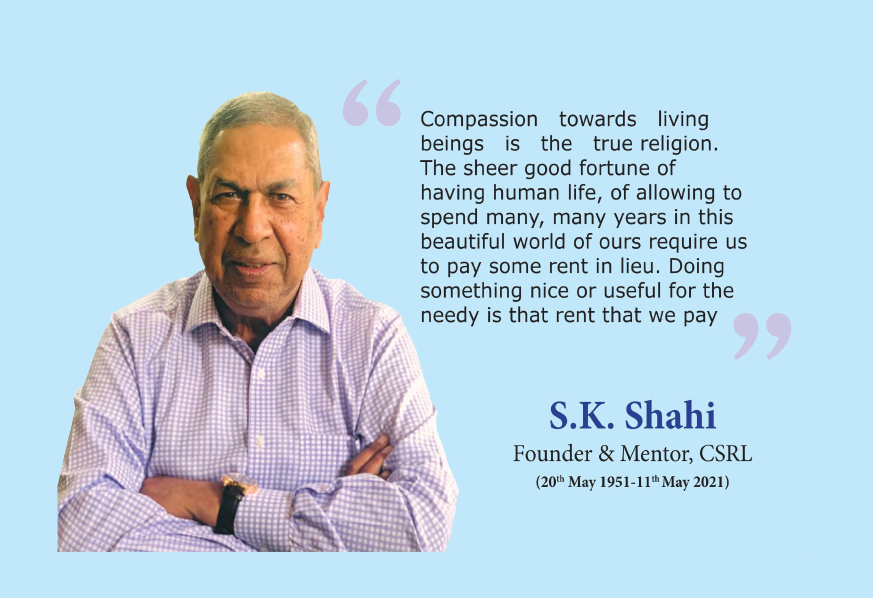 “
Compassion towards living
beings is the true religion.
The sheer good fortune of
having human life, of allowing to
spend many, many years in this
beautiful world of ours require us
to pay some rent in lieu. Doing
something nice or useful for the
needy is that rent that we pay
”
S.K. Shahi
Founder & Mentor, CSRL
(20th May 1951-11th May 2021)